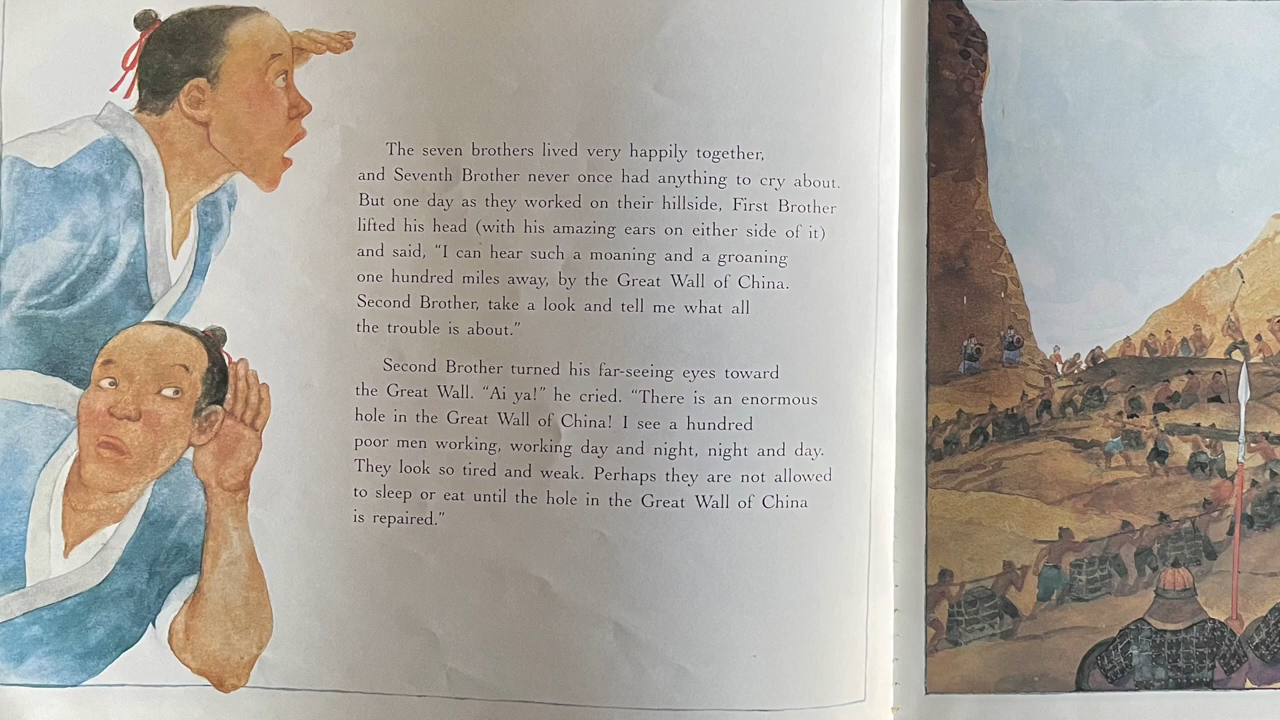 The seven brothers lived very happily together,
and Seventh Brother never once had anything to cry about.
But one day as they worked on their hillside, First Brother
lifted his head (with his amazing ears on either side of it)
and said, “I can hear such a moaning and a groaning
one hundred miles away, by the Great Wall of China.
Second Brother, take a look and tell me what all
the trouble is about.”
Second Brother turned his far-seeing eyes toward
the Great Wall. “Ai ya!” he cried. “There is an enormous
hole in the Great Wall of China! I see a hundred
poor men working, working day and night, night and day.
They look so tired and weak. Perhaps they are not allowed
to sleep or eat until the hole in the Great Wall of China
is repaired.”